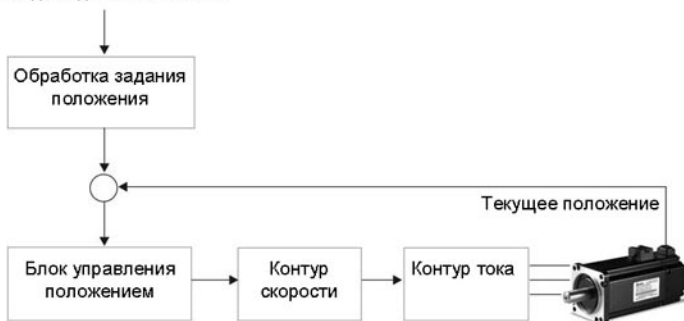 Обработка задания
положения
Текущее положение
Блок управления
положением
Контур
скорости
Контур тока